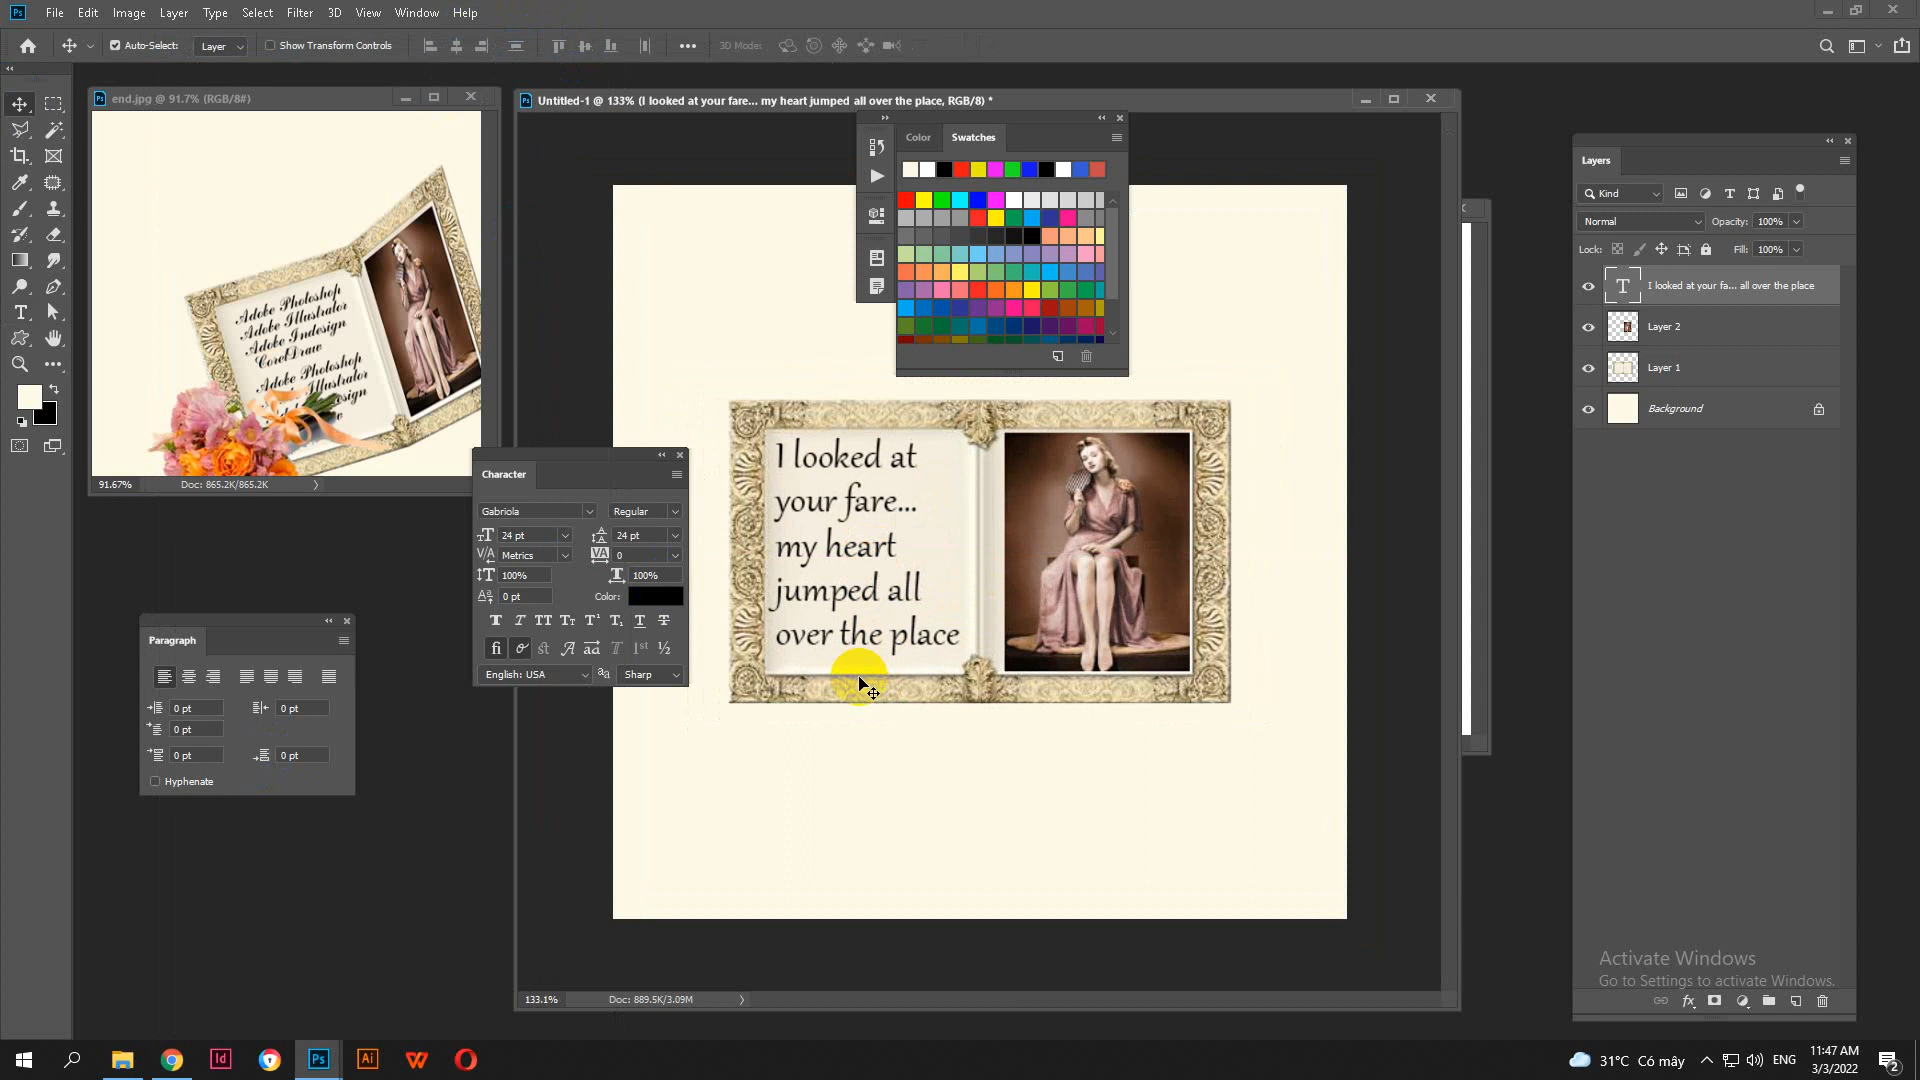 Ps File Edit Image Layer Type Select Filter 3D View Window Help
Auto-Select: Layer Show Transform Controls 3D Mode:
end.jpg @ 91.7% (RGB/8#)
Adobe Photoshop
Adobe Illustrator
Adobe Indesign
CorelDraw
Adobe Photoshop
91.67% Doc: 865.2K/865.2K
Untitled-1 @ 133% (I looked at your fare... my heart jumped all over the place, RGB/8) *
Color Swatches
I looked at
your fare...
my heart
jumped all
over the place
133.1% Doc: 889.5K/3.09M
Character
Gabriola Regular
24 pt 24 pt
Metrics 0
100% 100%
0 pt Color:
English: USA Sharp
Paragraph
0 pt 0 pt
0 pt
0 pt 0 pt
Hyphenate
Layers
Kind
Normal Opacity: 100%
Lock: Fill: 100%
I looked at your fa... all over the place
Layer 2
Layer 1
Background
Activate Windows
Go to Settings to activate Windows.
31°C Có mây ENG 11:47 AM
3/3/2022
2